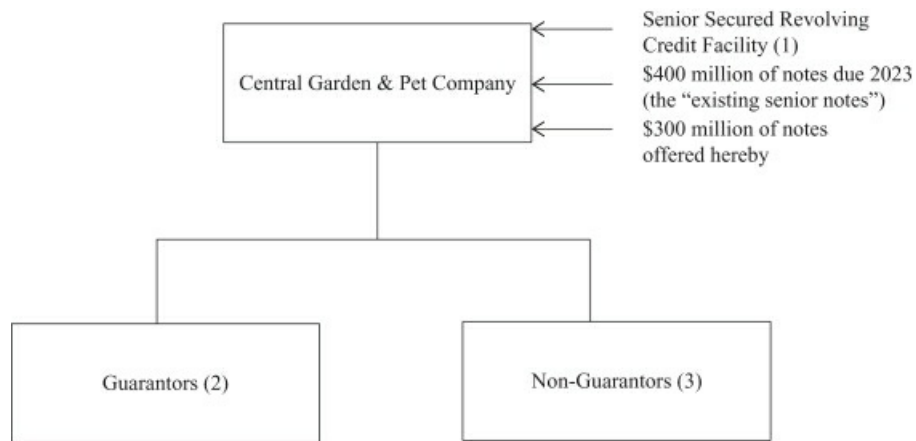 Senior Secured Revolving
Credit Facility (1)
Central Garden & Pet Company
$400 million of notes due 2023
(the “existing senior notes”)
$300 million of notes
offered hereby
Guarantors (2)
Non-Guarantors (3)